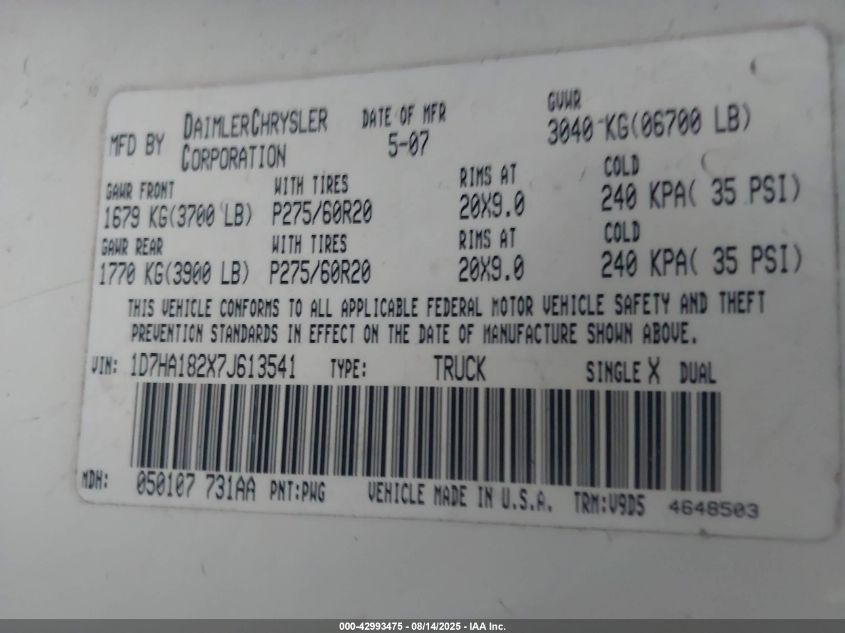 MFD BY DAIMLERCHRYSLER CORPORATION DATE OF MFR 5-07 GVWR 3040 KG(06700 LB)
GAWR FRONT WITH TIRES RIMS AT COLD
1679 KG(3700 LB) P275/60R20 20X9.0 240 KPA( 35 PSI)
GAWR REAR WITH TIRES RIMS AT COLD
1770 KG(3900 LB) P275/60R20 20X9.0 240 KPA( 35 PSI)
THIS VEHICLE CONFORMS TO ALL APPLICABLE FEDERAL MOTOR VEHICLE SAFETY AND THEFT
PREVENTION STANDARDS IN EFFECT ON THE DATE OF MANUFACTURE SHOWN ABOVE.
VIN: 1D7HA182X7J613541 TYPE: TRUCK SINGLE X DUAL
MDH: 050107 731AA PNT:PWG VEHICLE MADE IN U.S.A. TRM:V9D5 4648503
000-42993475 - 08/14/2025 - IAA Inc.